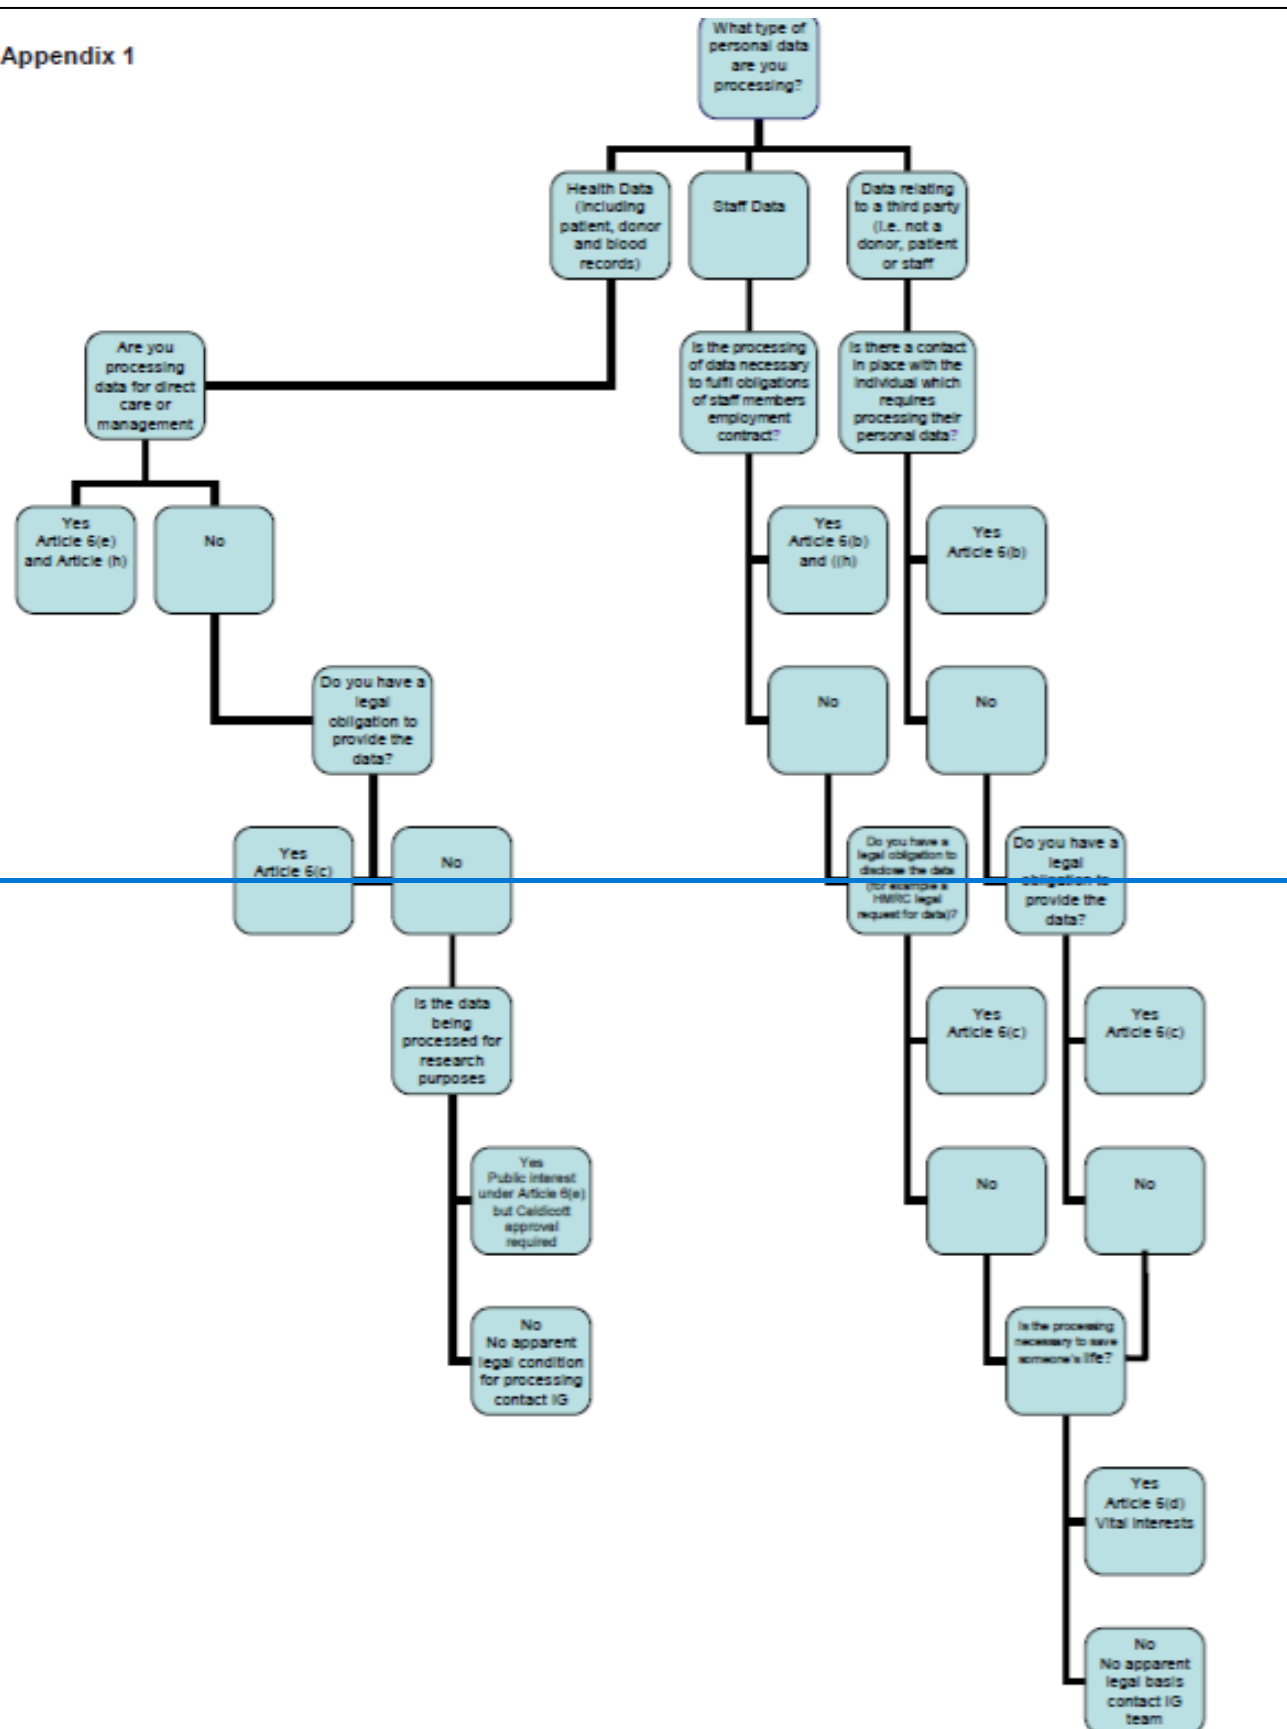 Appendix 1
What type of
personal data
are you
processing?
Health Data
(including
patient, donor
and blood
records)
Staff Data
Data relating
to a third party
(i.e. not a
donor, patient
or staff
Are you
processing
data for direct
care or
management
Is the processing
of data necessary
to fulfil obligations
of staff members
employment
contract?
Is there a contact
in place with the
individual which
requires
processing their
personal data?
Yes
Article 6(e)
and Article (h)
No
Yes
Article 6(b)
and ((h)
Yes
Article 6(b)
Do you have a
legal
obligation to
provide the
data?
No
No
Yes
Article 6(c)
No
Do you have a
legal obligation to
disclose the data
(for example a
HMRC legal
request for data)?
Do you have a
legal
obligation to
provide the
data?
Is the data
being
processed for
research
purposes
Yes
Article 6(c)
Yes
Article 6(c)
Yes
Public interest
under Article 6(e)
but Caldicott
approval
required
No
No
No
No apparent
legal condition
for processing
contact IG
Is the processing
necessary to save
someone's life?
Yes
Article 6(d)
Vital Interests
No
No apparent
legal basis
contact IG
team